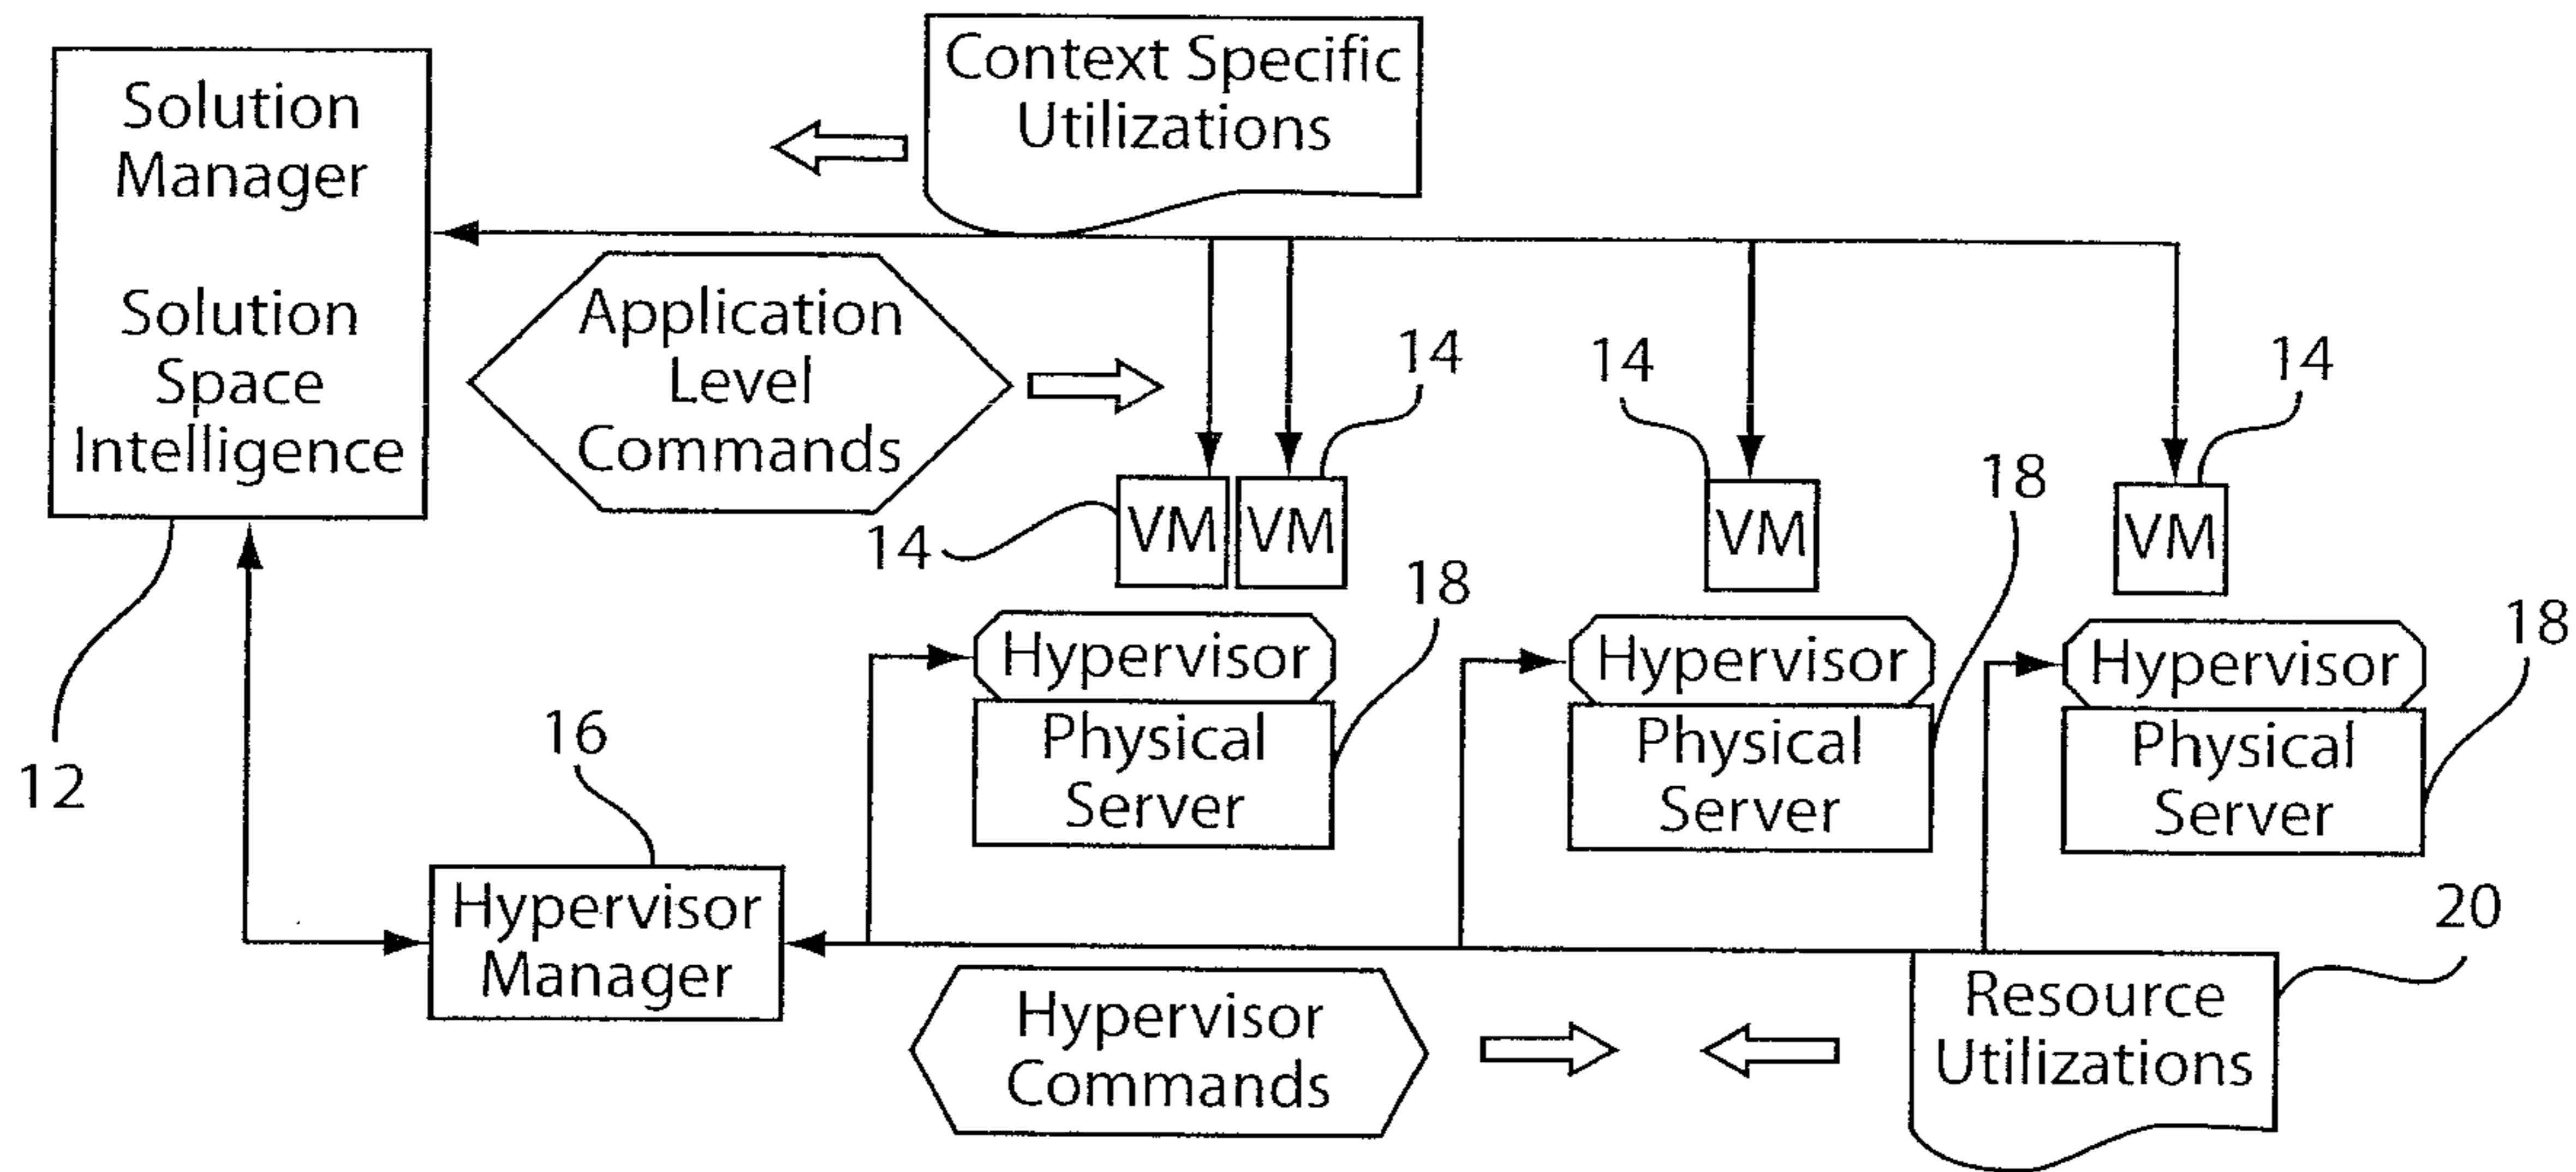 Solution
Manager
Solution
Space
Intelligence
12
Context Specific
Utilizations
Application
Level
Commands
14
14
14
14
VM
VM
VM
VM
18
18
18
Hypervisor
Physical
Server
Hypervisor
Physical
Server
Hypervisor
Physical
Server
16
Hypervisor
Manager
Hypervisor
Commands
20
Resource
Utilizations